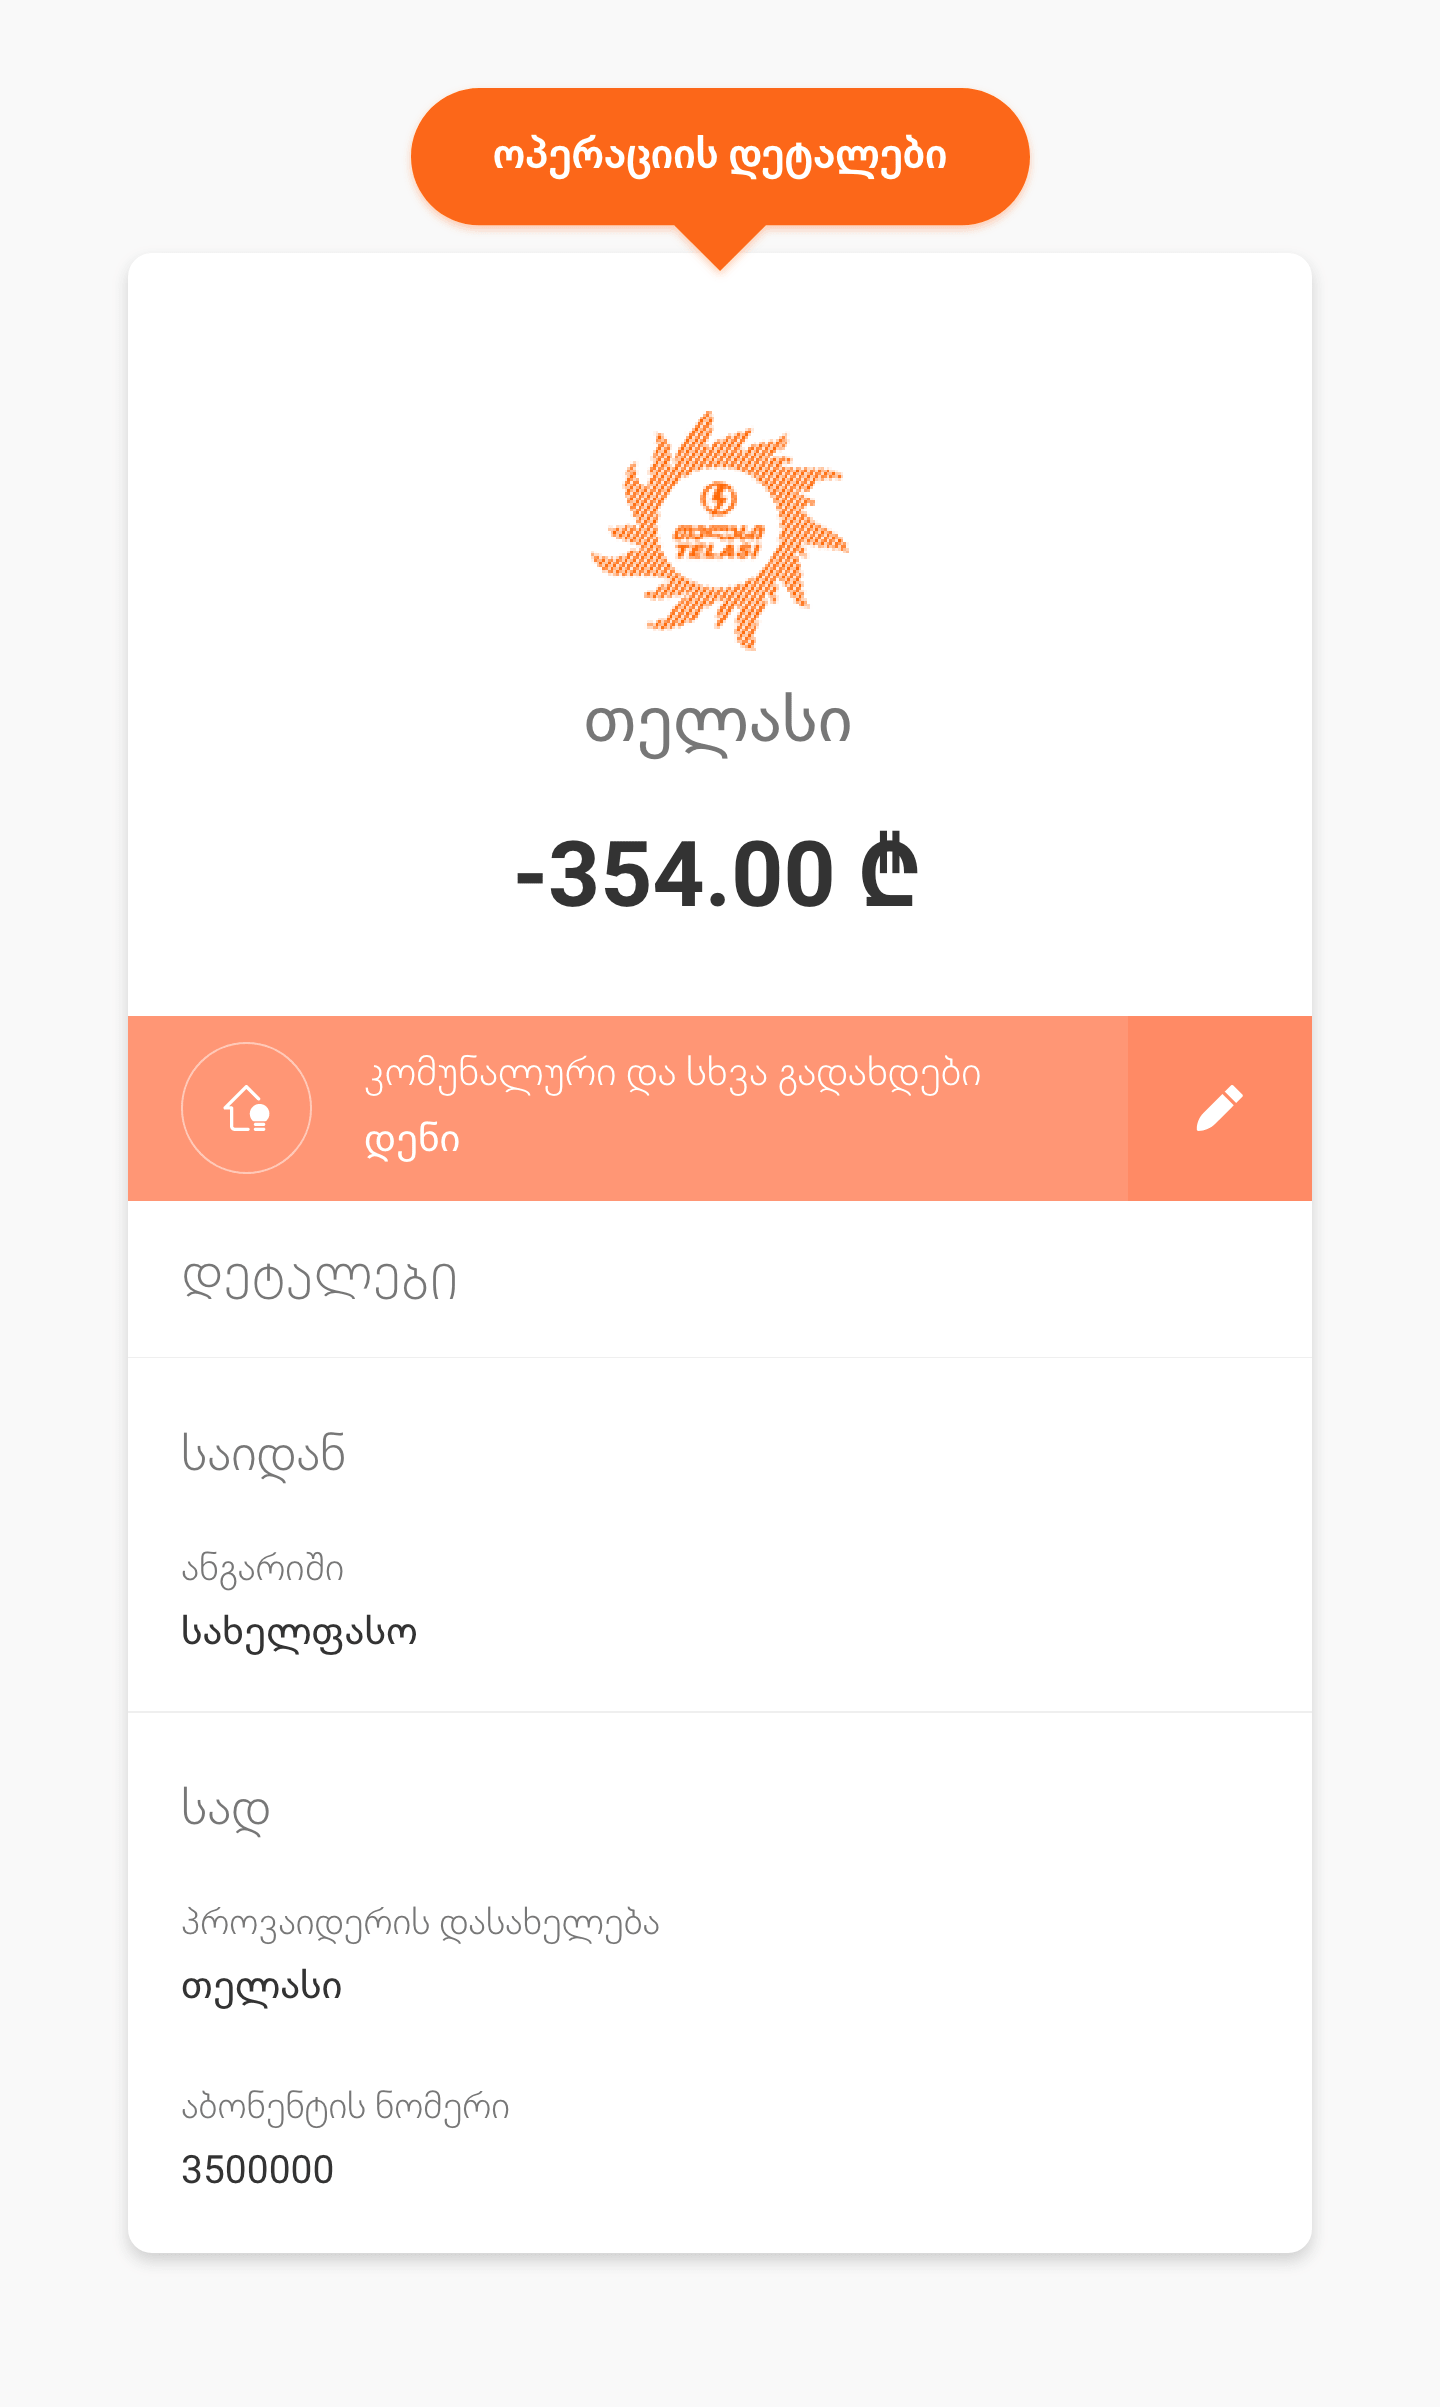 ოპერაციის დეტალები
თელასი
TELASI
თელასი
-354.00 ₾
კომუნალური და სხვა გადახდები
დენი
დეტალები
საიდან
ანგარიში
სახელფასო
სად
პროვაიდერის დასახელება
თელასი
აბონენტის ნომერი
3500000